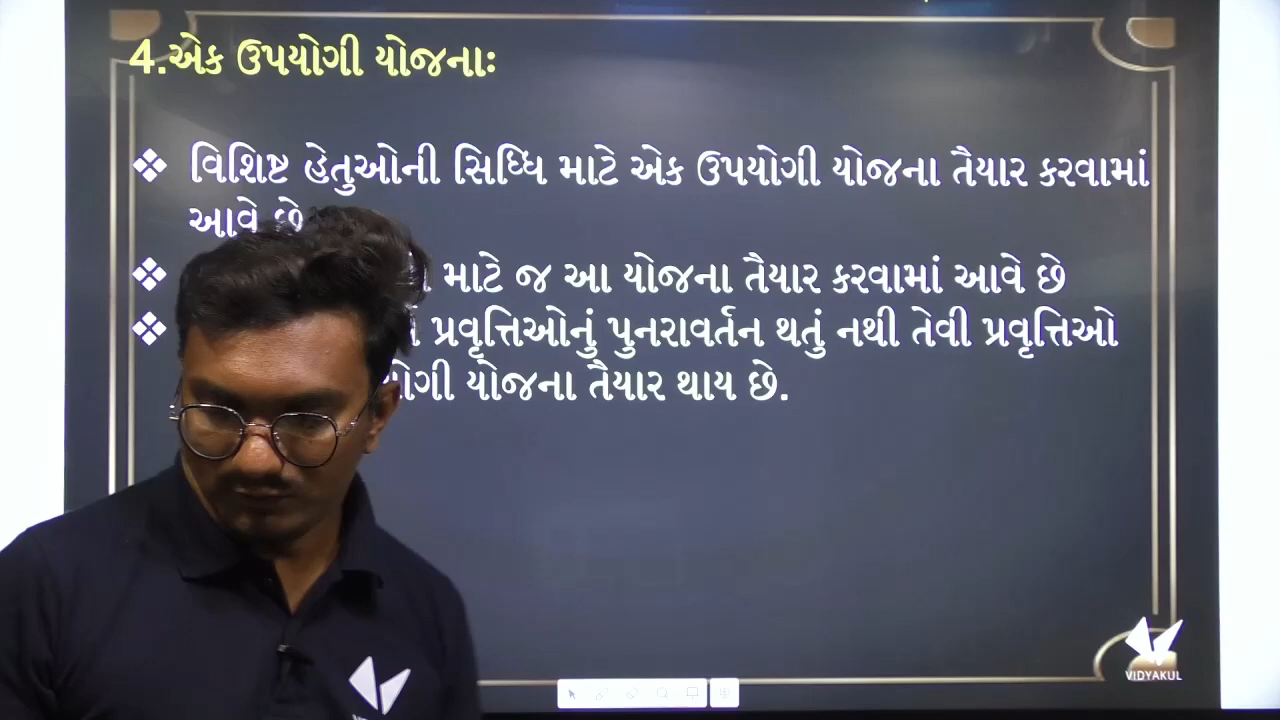 4.એક ઉપયોગી યોજનાઃ
❖ વિશિષ્ટ હેતુઓની સિધ્ધિ માટે એક ઉપયોગી યોજના તૈયાર કરવામાં
આવે છે
❖ માટે જ આ યોજના તૈયાર કરવામાં આવે છે
❖ પ્રવૃત્તિઓનું પુનરાવર્તન થતું નથી તેવી પ્રવૃત્તિઓ
યોજના તૈયાર થાય છે.
VIDYAKUL